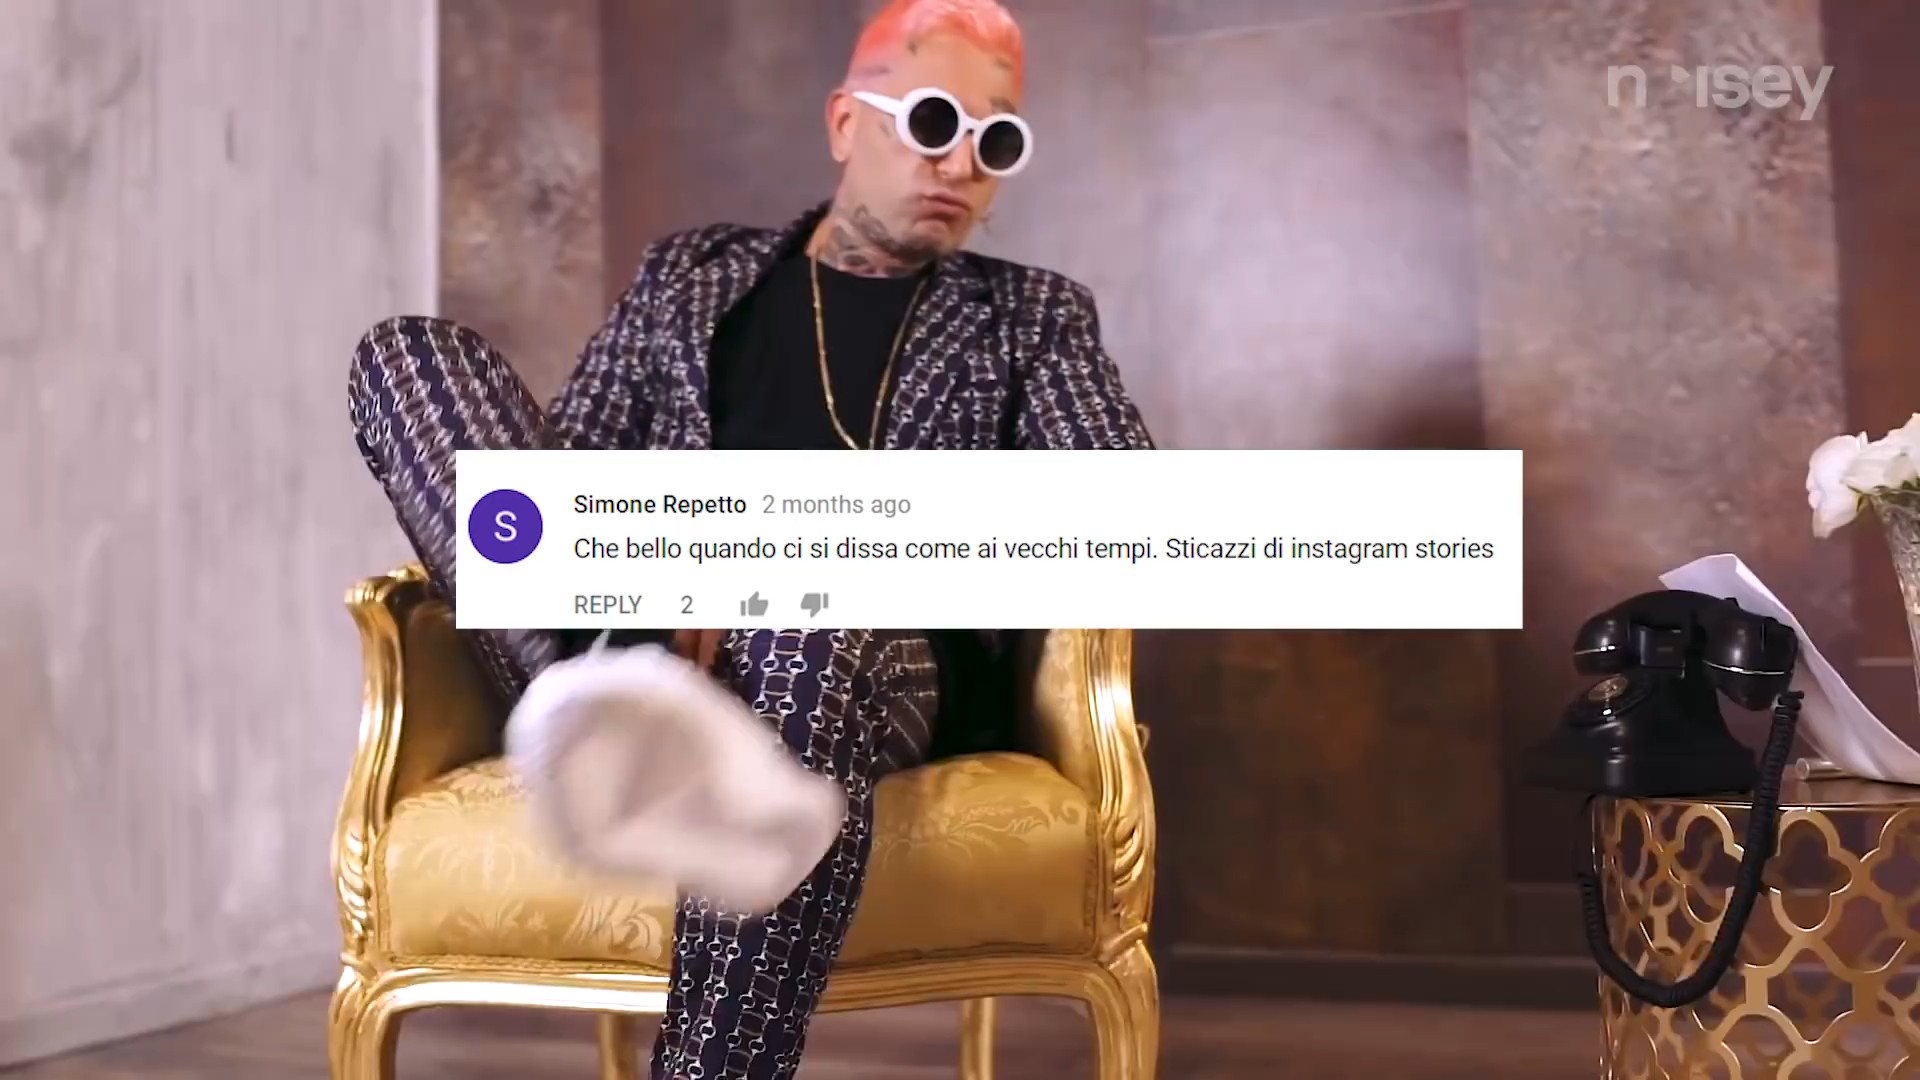 noisey
S
Simone Repetto 2 months ago
Che bello quando ci si dissa come ai vecchi tempi. Sticazzi di instagram stories
REPLY 2